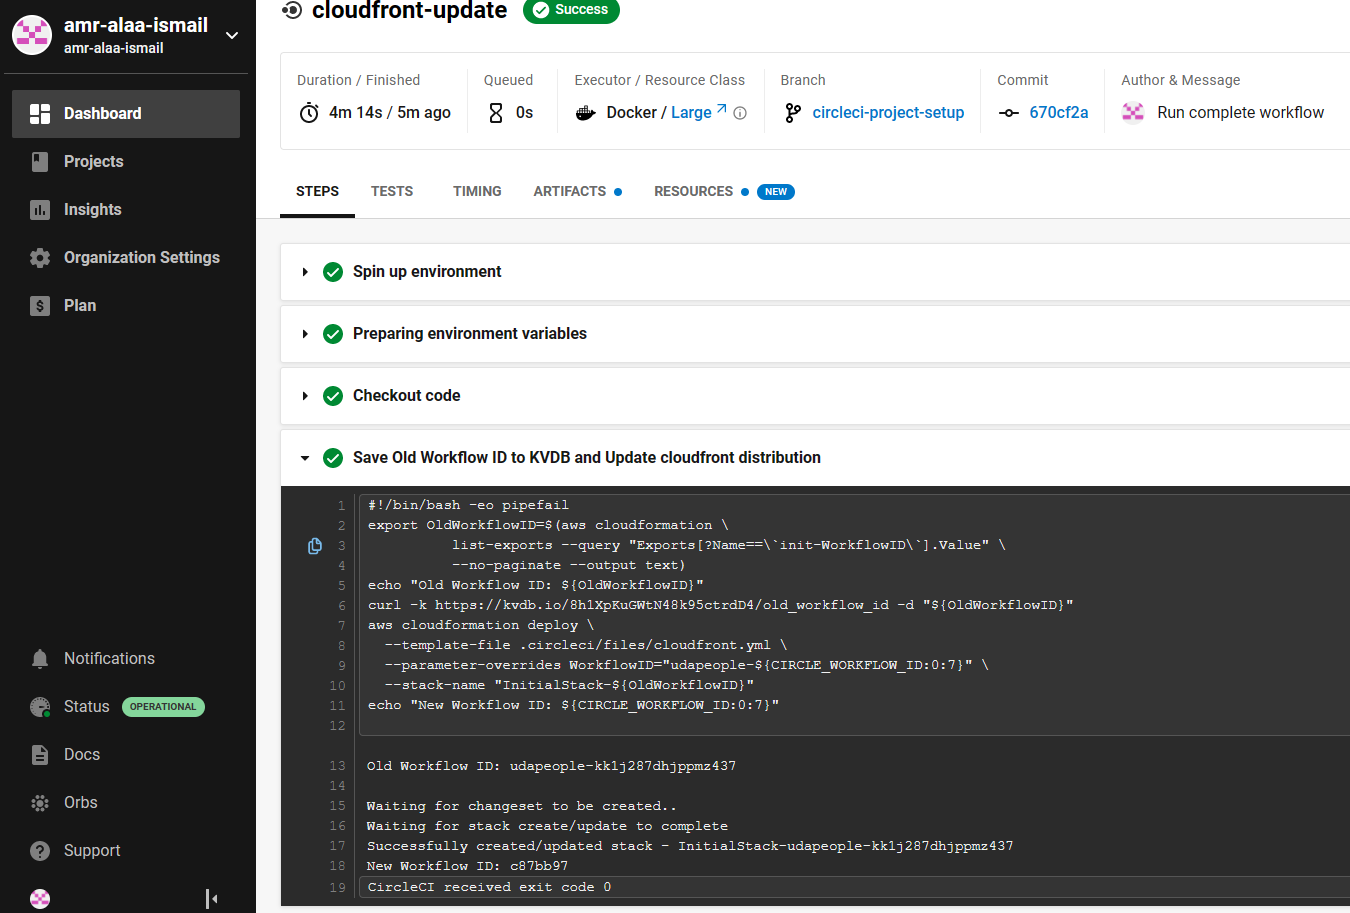 amr-alaa-ismail
amr-alaa-ismail
Dashboard
Projects
Insights
Organization Settings
Plan
Notifications
Status OPERATIONAL
Docs
Orbs
Support
cloudfront-update Success
Duration / Finished
4m 14s / 5m ago
Queued
0s
Executor / Resource Class
Docker / Large
Branch
circleci-project-setup
Commit
670cf2a
Author & Message
Run complete workflow
STEPS TESTS TIMING ARTIFACTS RESOURCES NEW
Spin up environment
Preparing environment variables
Checkout code
Save Old Workflow ID to KVDB and Update cloudfront distribution
1 #!/bin/bash -eo pipefail
2 export OldWorkflowID=$(aws cloudformation \
3 list-exports --query "Exports[?Name==\`init-WorkflowID\`].Value" \
4 --no-paginate --output text)
5 echo "Old Workflow ID: ${OldWorkflowID}"
6 curl -k https://kvdb.io/8h1XpKuGWtN48k95ctrdD4/old_workflow_id -d "${OldWorkflowID}"
7 aws cloudformation deploy \
8 --template-file .circleci/files/cloudfront.yml \
9 --parameter-overrides WorkflowID="udapeople-${CIRCLE_WORKFLOW_ID:0:7}" \
10 --stack-name "InitialStack-${OldWorkflowID}"
11 echo "New Workflow ID: ${CIRCLE_WORKFLOW_ID:0:7}"
12
13 Old Workflow ID: udapeople-kk1j287dhjppmz437
14
15 Waiting for changeset to be created..
16 Waiting for stack create/update to complete
17 Successfully created/updated stack - InitialStack-udapeople-kk1j287dhjppmz437
18 New Workflow ID: c87bb97
19 CircleCI received exit code 0